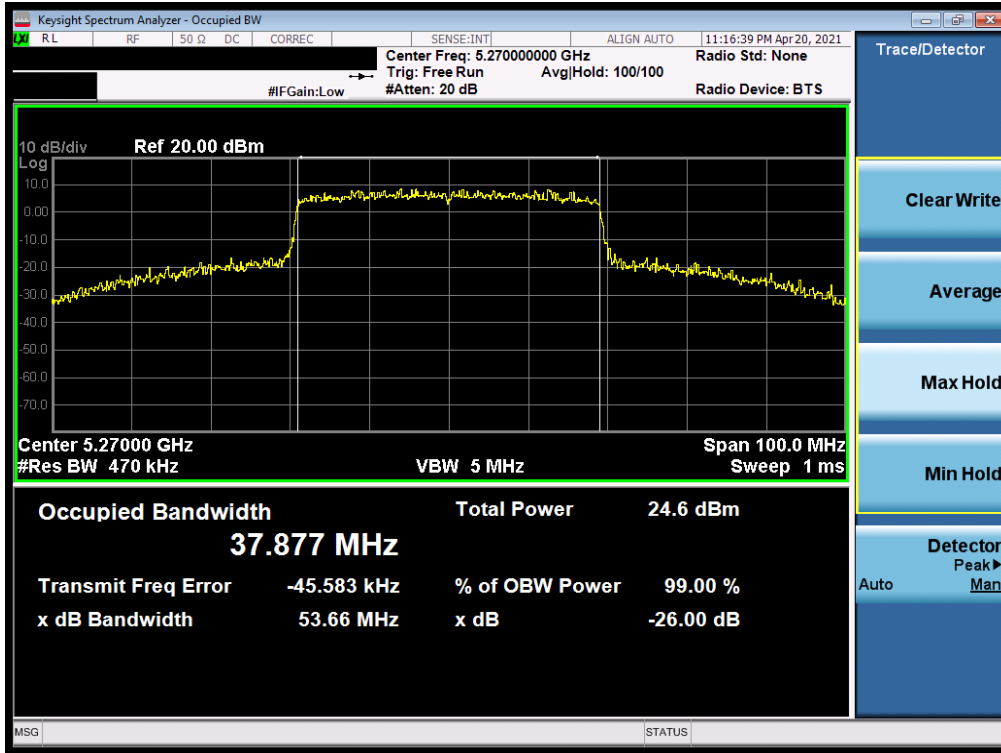 Keysight Spectrum Analyzer - Occupied BW
LXI RL RF 50 Ω DC CORREC SENSE:INT ALIGN AUTO 11:16:39 PM Apr 20, 2021
Center Freq: 5.270000000 GHz Radio Std: None
Trig: Free Run Avg|Hold: 100/100
#IFGain:Low #Atten: 20 dB Radio Device: BTS
10 dB/div Ref 20.00 dBm
Log
10.0
0.00
-10.0
-20.0
-30.0
-40.0
-50.0
-60.0
-70.0
Center 5.27000 GHz Span 100.0 MHz
#Res BW 470 kHz VBW 5 MHz Sweep 1 ms
Occupied Bandwidth Total Power 24.6 dBm
37.877 MHz
Transmit Freq Error -45.583 kHz % of OBW Power 99.00 %
x dB Bandwidth 53.66 MHz x dB -26.00 dB
MSG STATUS
Trace/Detector
Clear Write
Average
Max Hold
Min Hold
Detector
Peak▶
Auto Man